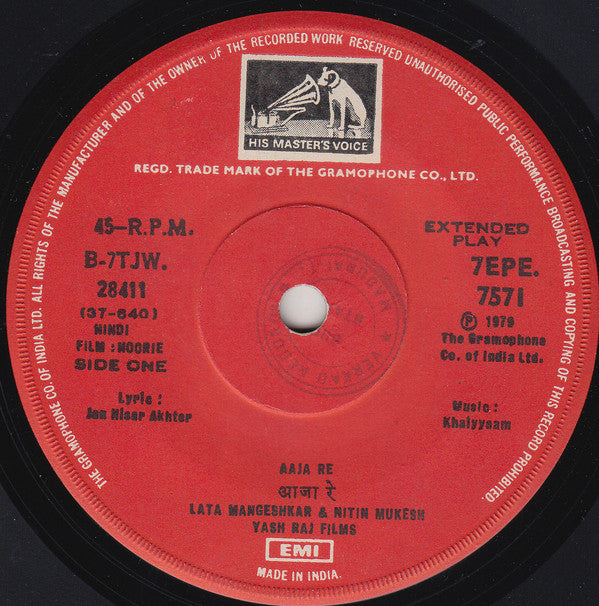 THE GRAMOPHONE CO. OF INDIA LTD. ALL RIGHTS OF THE MANUFACTURER AND OF THE OWNER OF THE RECORDED WORK RESERVED UNAUTHORISED PUBLIC PERFORMANCE BROADCASTING AND COPYING OF THIS RECORD PROHIBITED.
HIS MASTER'S VOICE
REGD. TRADE MARK OF THE GRAMOPHONE CO., LTD.
45-R.P.M.
B-7TJW.
28411
(37-640)
HINDI
FILM : NOORIE
SIDE ONE
EXTENDED
PLAY
7EPE.
7571
Ⓟ 1979
The Gramophone
Co. of India Ltd.
Lyric :
Jan Nisar Akhter
Music :
Khaiyyaam
AAJA RE
आजा रे
LATA MANGESHKAR & NITIN MUKESH
YASH RAJ FILMS
EMI
MADE IN INDIA.